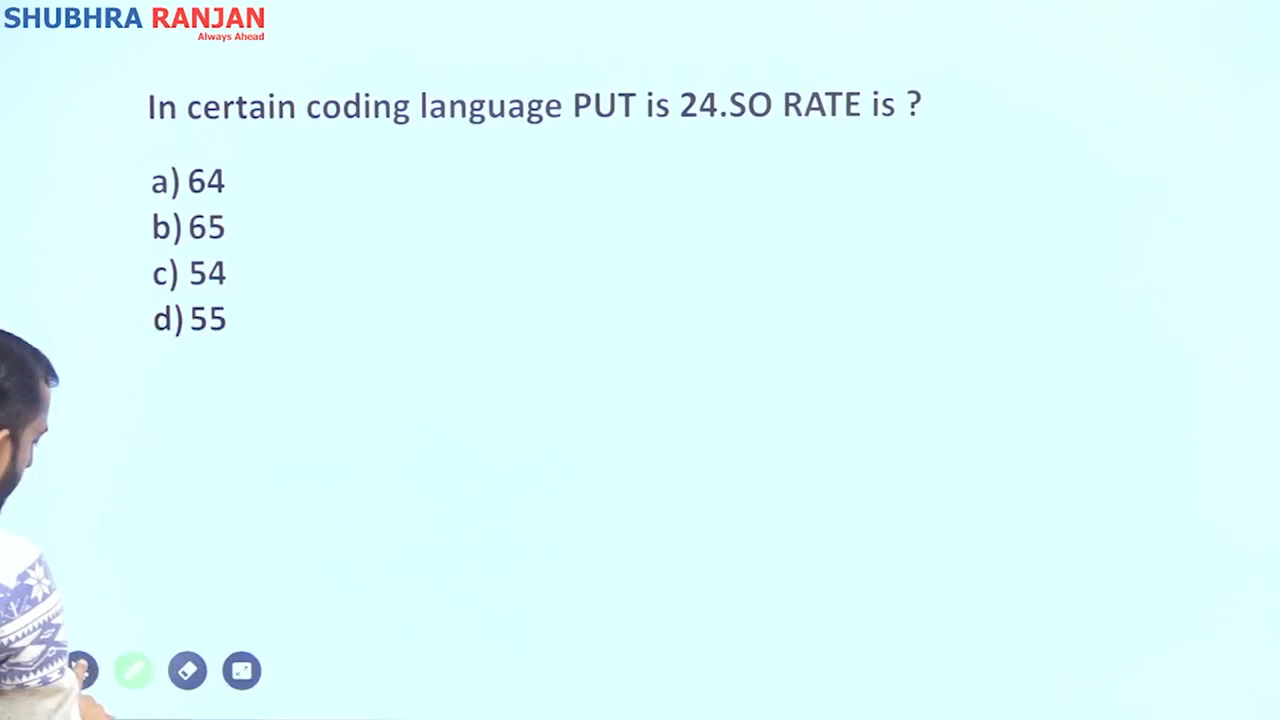 SHUBHRA RANJAN
Always Ahead
In certain coding language PUT is 24.SO RATE is ?
a) 64
b) 65
c) 54
d) 55